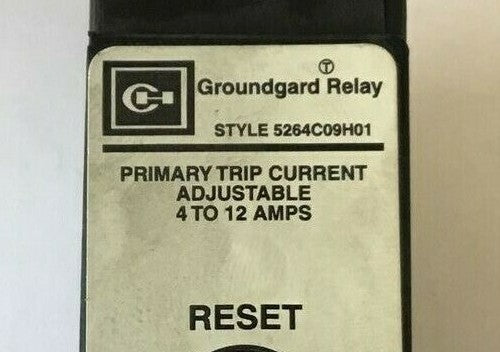 Ⓣ
Groundgard Relay
STYLE 5264C09H01
PRIMARY TRIP CURRENT
ADJUSTABLE
4 TO 12 AMPS
RESET